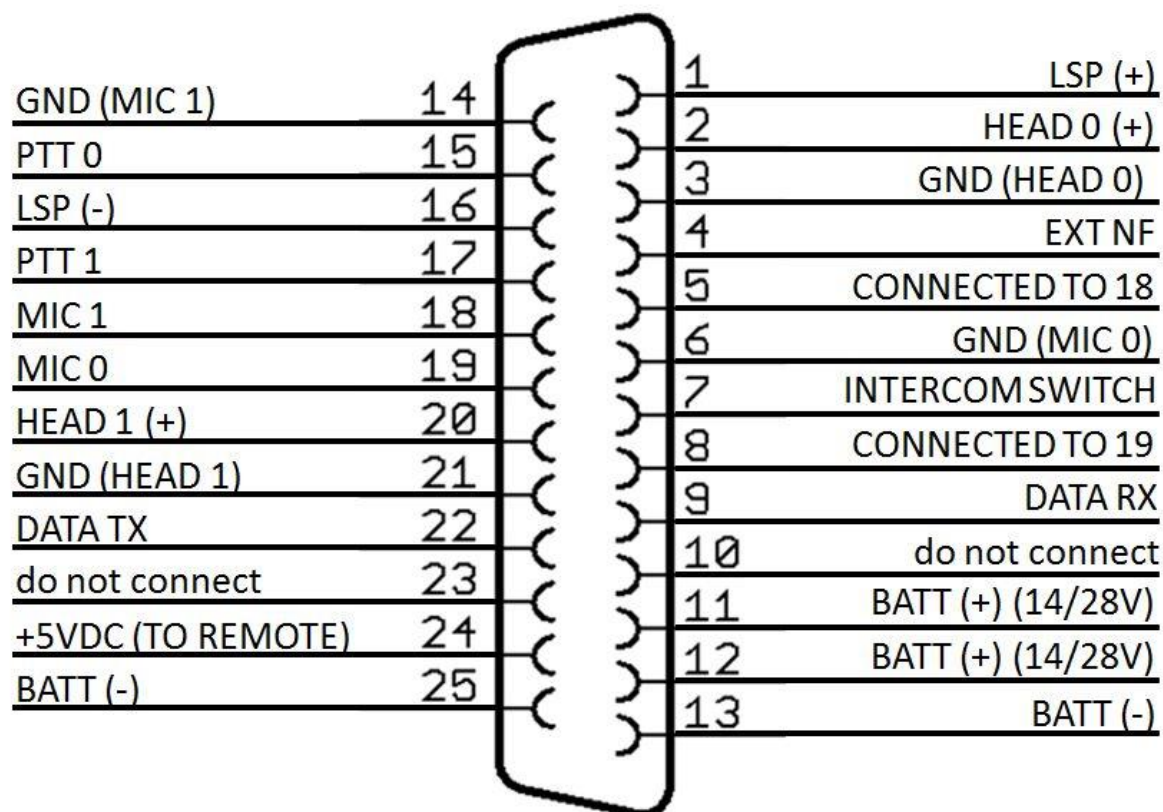 GND (MIC 1) 14
PTT 0 15
LSP (-) 16
PTT 1 17
MIC 1 18
MIC 0 19
HEAD 1 (+) 20
GND (HEAD 1) 21
DATA TX 22
do not connect 23
+5VDC (TO REMOTE) 24
BATT (-) 25
1 LSP (+)
2 HEAD 0 (+)
3 GND (HEAD 0)
4 EXT NF
5 CONNECTED TO 18
6 GND (MIC 0)
7 INTERCOM SWITCH
8 CONNECTED TO 19
9 DATA RX
10 do not connect
11 BATT (+) (14/28V)
12 BATT (+) (14/28V)
13 BATT (-)